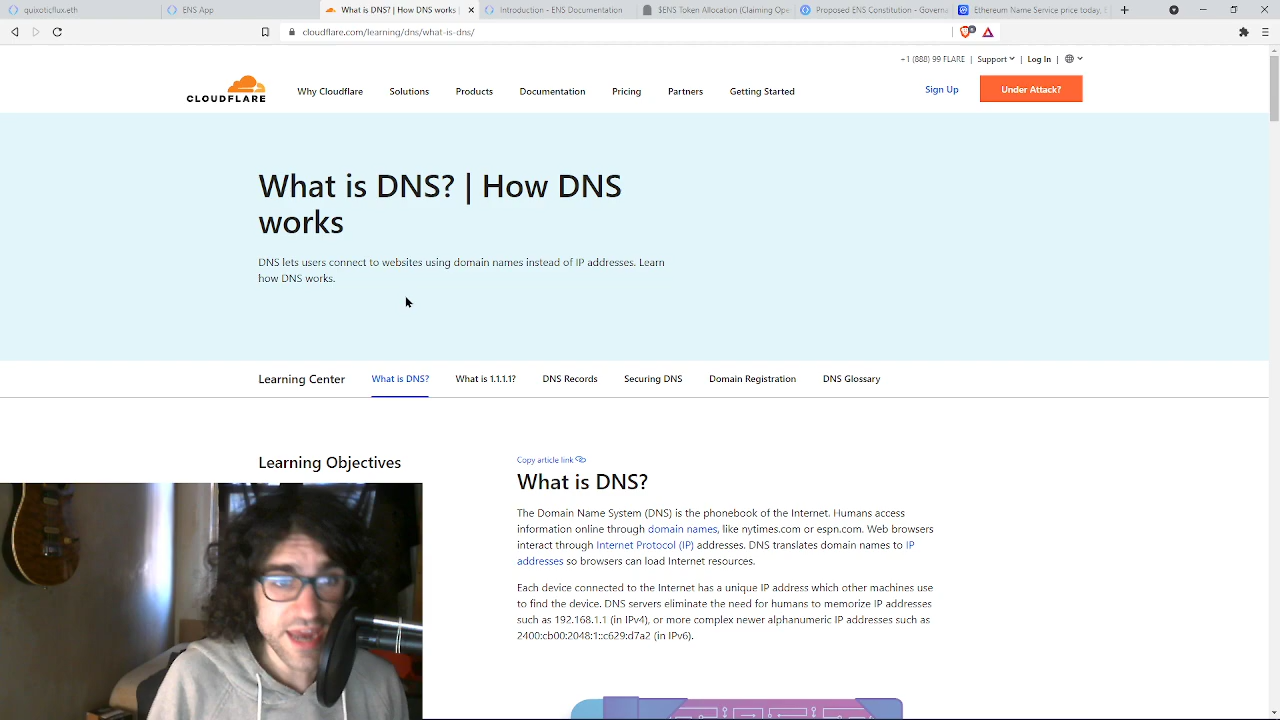 quixoticflux.eth
ENS App
What is DNS? | How DNS works
Introduction - ENS Documentation
$ENS Token Allocation (Claiming Ope
Proposed ENS Constitution - Governa
Ethereum Name Service price today,
cloudflare.com/learning/dns/what-is-dns/
+1 (888) 99 FLARE | Support | Log In |
CLOUDFLARE
Why Cloudflare
Solutions
Products
Documentation
Pricing
Partners
Getting Started
Sign Up
Under Attack?
What is DNS? | How DNS
works
DNS lets users connect to websites using domain names instead of IP addresses. Learn
how DNS works.
Learning Center
What is DNS?
What is 1.1.1.1?
DNS Records
Securing DNS
Domain Registration
DNS Glossary
Learning Objectives
Copy article link
What is DNS?
The Domain Name System (DNS) is the phonebook of the Internet. Humans access
information online through domain names, like nytimes.com or espn.com. Web browsers
interact through Internet Protocol (IP) addresses. DNS translates domain names to IP
addresses so browsers can load Internet resources.
Each device connected to the Internet has a unique IP address which other machines use
to find the device. DNS servers eliminate the need for humans to memorize IP addresses
such as 192.168.1.1 (in IPv4), or more complex newer alphanumeric IP addresses such as
2400:cb00:2048:1::c629:d7a2 (in IPv6).